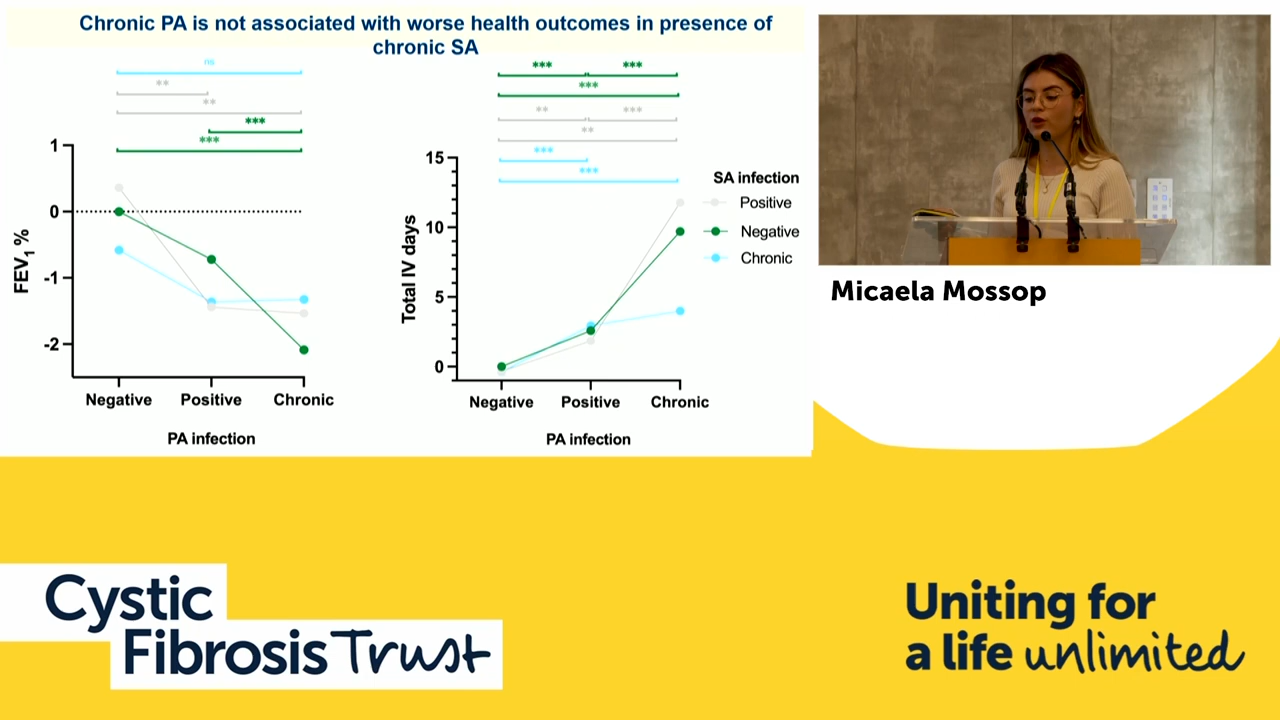 Chronic PA is not associated with worse health outcomes in presence of
chronic SA
ns
**
**
***
***
1
0
-1
-2
FEV1 %
Negative Positive Chronic
PA infection
*** ***
***
** ***
**
***
***
15
10
5
0
Total IV days
Negative Positive Chronic
PA infection
SA infection
Positive
Negative
Chronic
Micaela Mossop
Cystic
Fibrosis Trust
Uniting for
a life unlimited